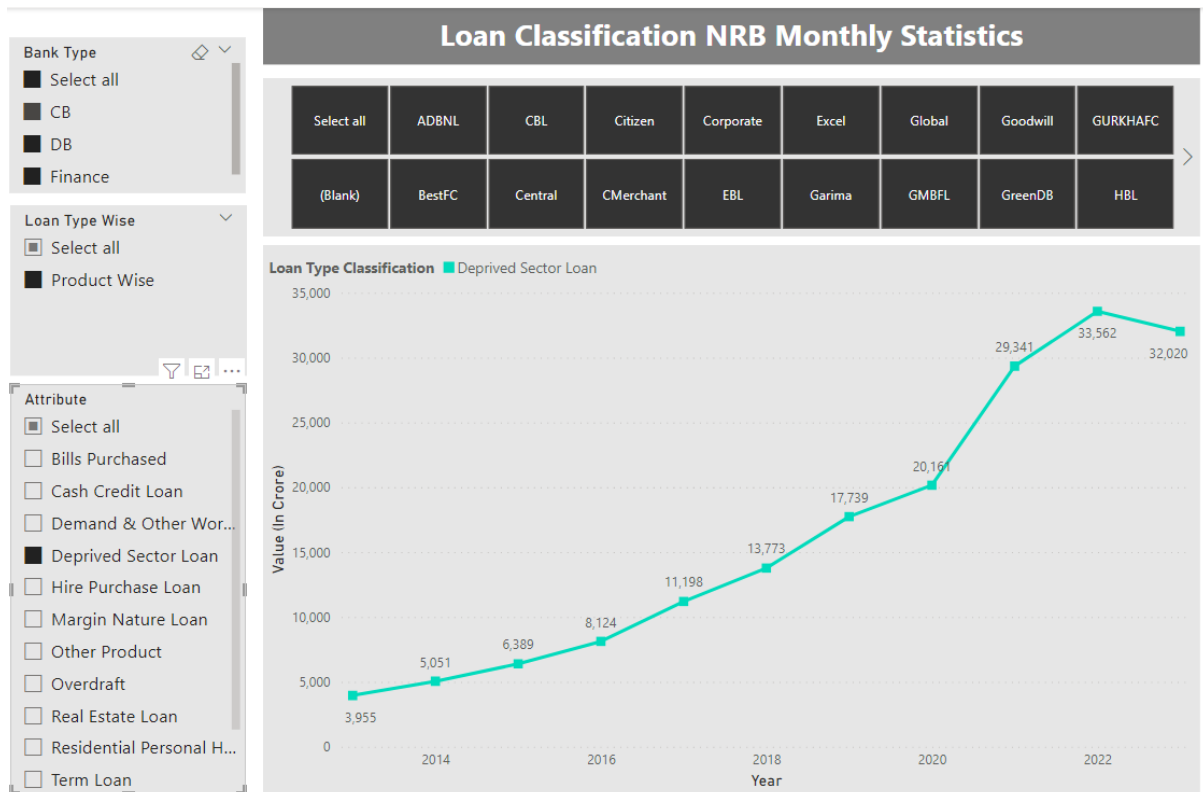 Loan Classification NRB Monthly Statistics
Bank Type
Select all
CB
DB
Finance
Loan Type Wise
Select all
Product Wise
Attribute
Select all
Bills Purchased
Cash Credit Loan
Demand & Other Wor...
Deprived Sector Loan
Hire Purchase Loan
Margin Nature Loan
Other Product
Overdraft
Real Estate Loan
Residential Personal H...
Term Loan
Select all ADBNL CBL Citizen Corporate Excel Global Goodwill GURKHAFC
(Blank) BestFC Central CMerchant EBL Garima GMBFL GreenDB HBL
Loan Type Classification Deprived Sector Loan
Value (In Crore)
35,000
30,000
25,000
20,000
15,000
10,000
5,000
0
3,955
5,051
6,389
8,124
11,198
13,773
17,739
20,161
29,341
33,562
32,020
2014 2016 2018 2020 2022
Year